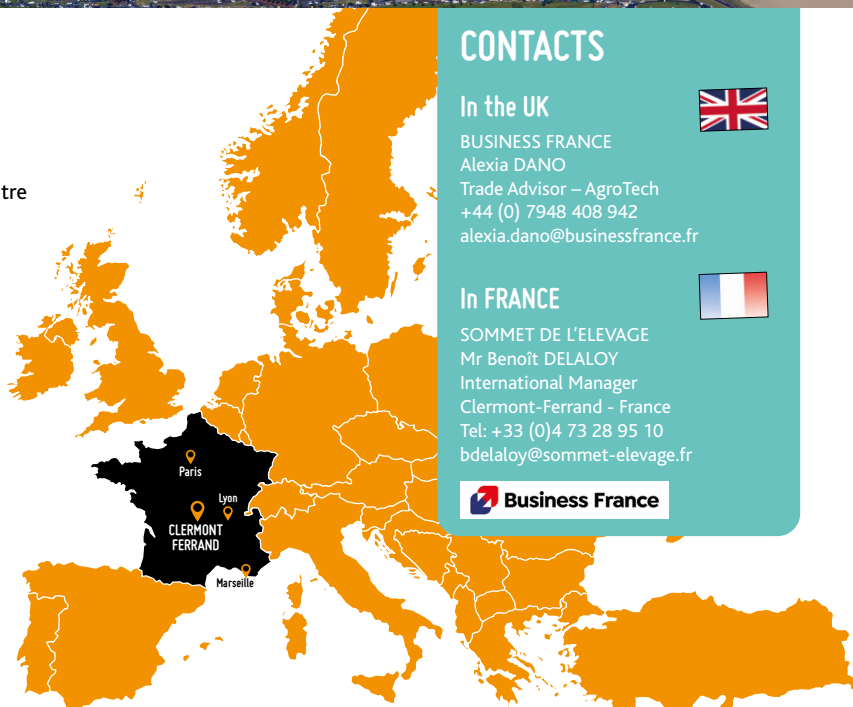 tre
CONTACTS
In the UK
BUSINESS FRANCE
Alexia DANO
Trade Advisor – AgroTech
+44 (0) 7948 408 942
alexia.dano@businessfrance.fr
In FRANCE
SOMMET DE L'ELEVAGE
Mr Benoît DELALOY
International Manager
Clermont-Ferrand - France
Tel: +33 (0)4 73 28 95 10
bdelaloy@sommet-elevage.fr
Business France
Paris
Lyon
CLERMONT
FERRAND
Marseille